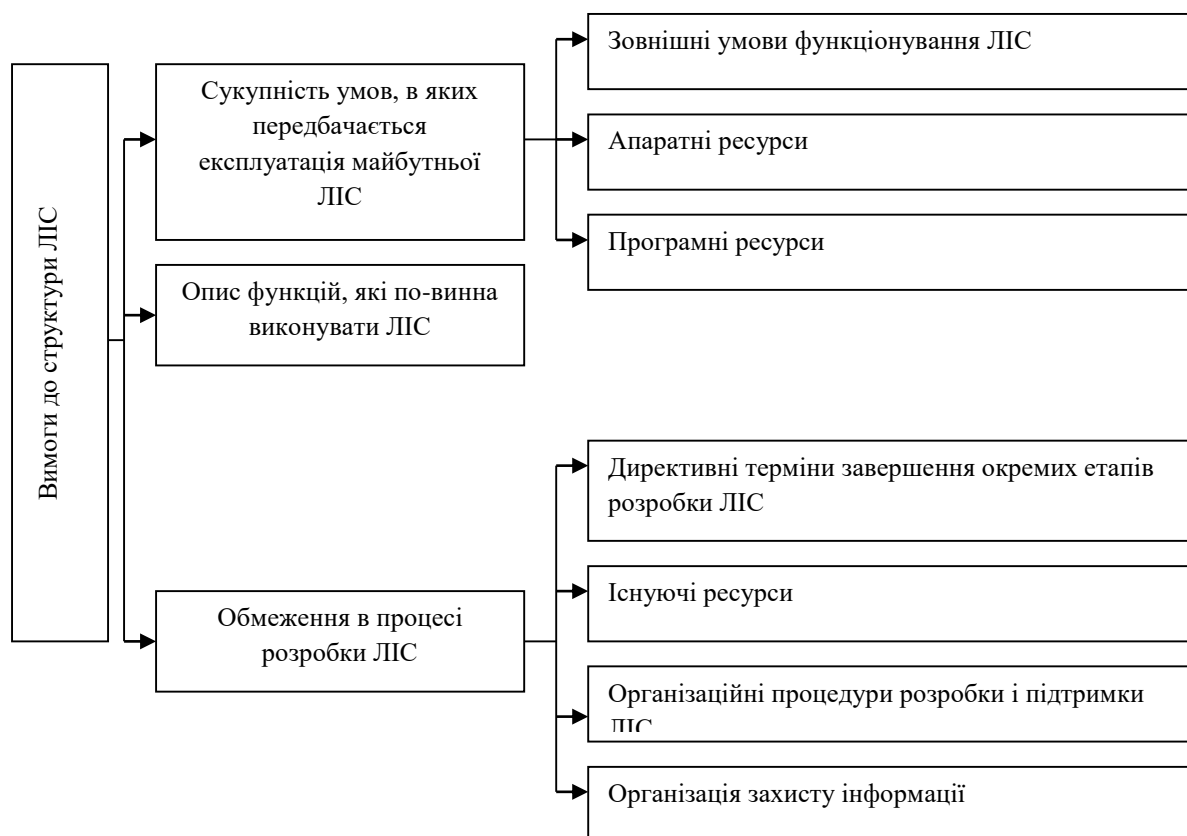 Вимоги до структури ЛІС
Сукупність умов, в яких
передбачається
експлуатація майбутньої
ЛІС
Зовнішні умови функціонування ЛІС
Апаратні ресурси
Програмні ресурси
Опис функцій, які по-винна
виконувати ЛІС
Обмеження в процесі
розробки ЛІС
Директивні терміни завершення окремих етапів
розробки ЛІС
Існуючі ресурси
Організаційні процедури розробки і підтримки
ЛІС
Організація захисту інформації